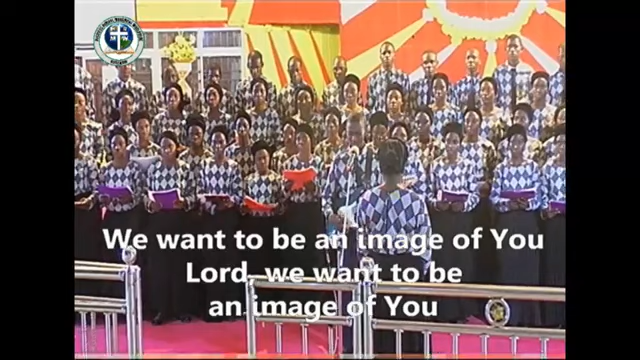 We want to be an image of You
Lord, we want to be
an image of You